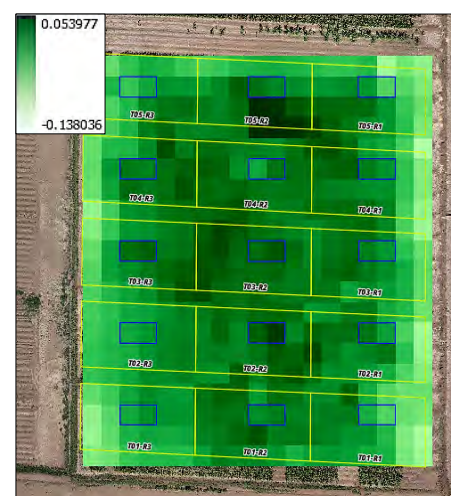 0.053977
-0.138036
T05-R3
T05-R2
T05-R1
T04-R3
T04-R2
T04-R1
T03-R3
T03-R2
T03-R1
T02-R3
T02-R2
T02-R1
T01-R3
T01-R2
T01-R1